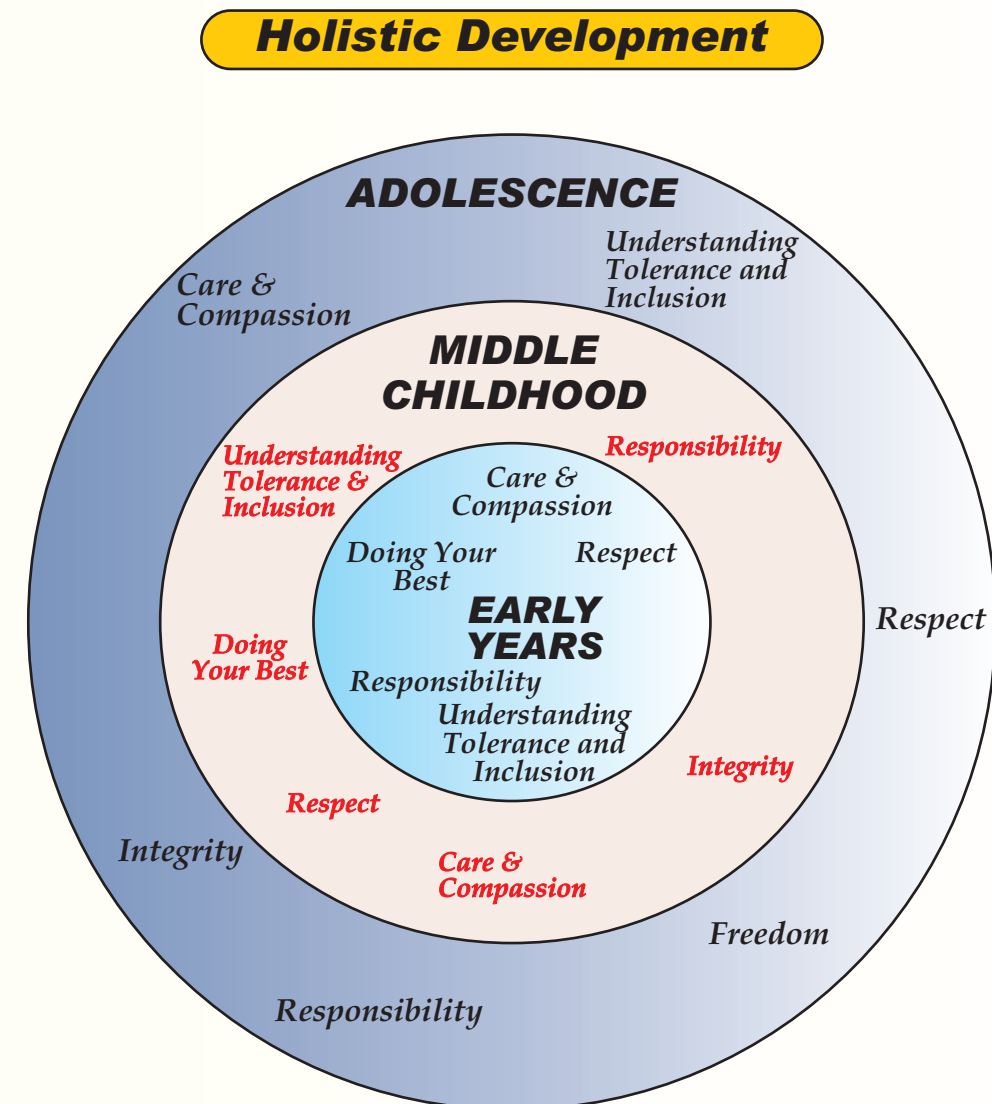 Holistic Development
ADOLESCENCE
Understanding
Tolerance and
Inclusion
Care &
Compassion
MIDDLE
CHILDHOOD
Responsibility
Understanding
Tolerance &
Inclusion
Care &
Compassion
Doing Your
Best
Respect
EARLY
YEARS
Responsibility
Understanding
Tolerance and
Inclusion
Respect
Doing
Your Best
Integrity
Respect
Care &
Compassion
Integrity
Freedom
Responsibility